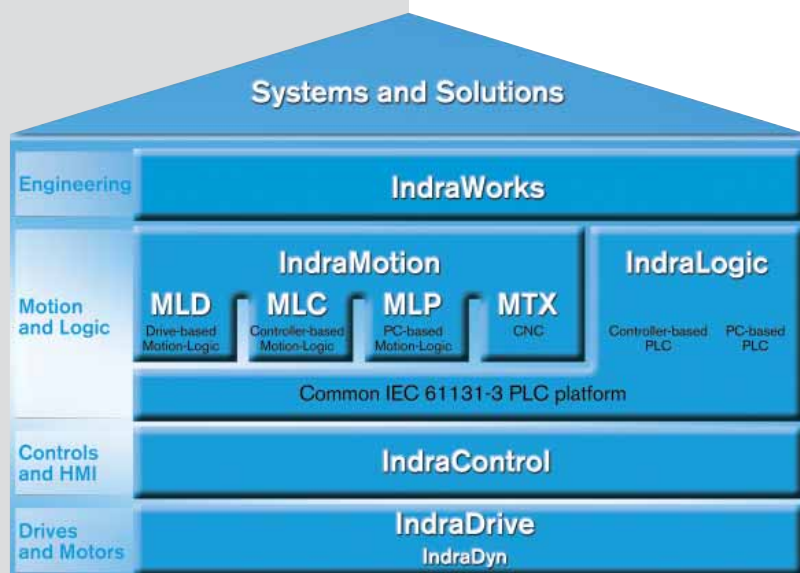 Systems and Solutions
Engineering
IndraWorks
Motion
and Logic
IndraMotion
MLD
Drive-based
Motion-Logic
MLC
Controller-based
Motion-Logic
MLP
PC-based
Motion-Logic
MTX
CNC
IndraLogic
Controller-based
PLC
PC-based
PLC
Common IEC 61131-3 PLC platform
Controls
and HMI
IndraControl
Drives
and Motors
IndraDrive
IndraDyn